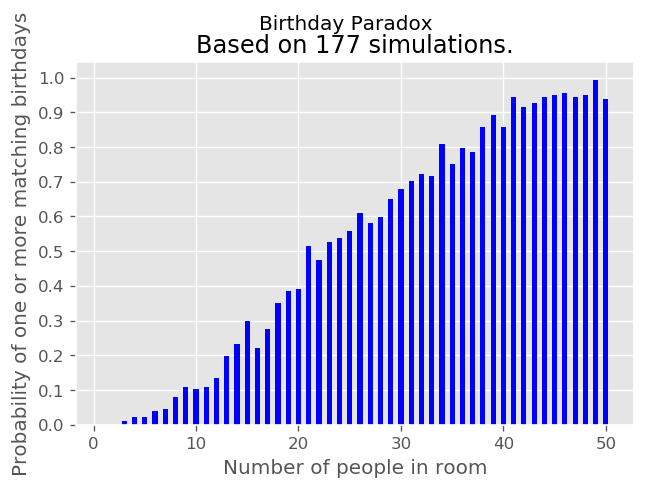 Birthday Paradox
Based on 177 simulations.
Probability of one or more matching birthdays
1.0
0.9
0.8
0.7
0.6
0.5
0.4
0.3
0.2
0.1
0.0
0 10 20 30 40 50
Number of people in room